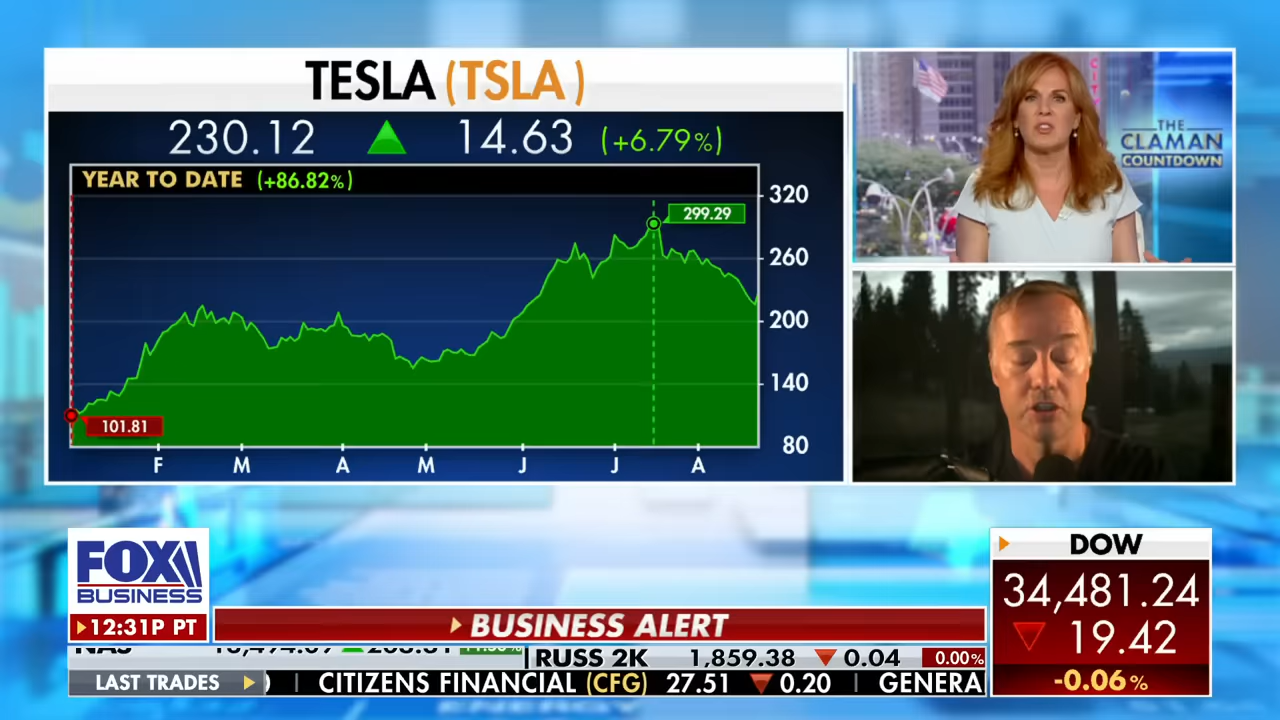 TESLA (TSLA)
230.12 ▲ 14.63 (+6.79%)
YEAR TO DATE (+86.82%)
320
299.29
260
200
140
101.81
80
F M A M J J A
CITY
THE
CLAMAN
COUNTDOWN
FOX
BUSINESS
12:31P PT
BUSINESS ALERT
DOW
34,481.24
▼ 19.42
-0.06%
NAS
RUSS 2K 1,859.38 ▼ 0.04 0.00%
LAST TRADES ) | CITIZENS FINANCIAL (CFG) 27.51 ▼ 0.20 | GENERA